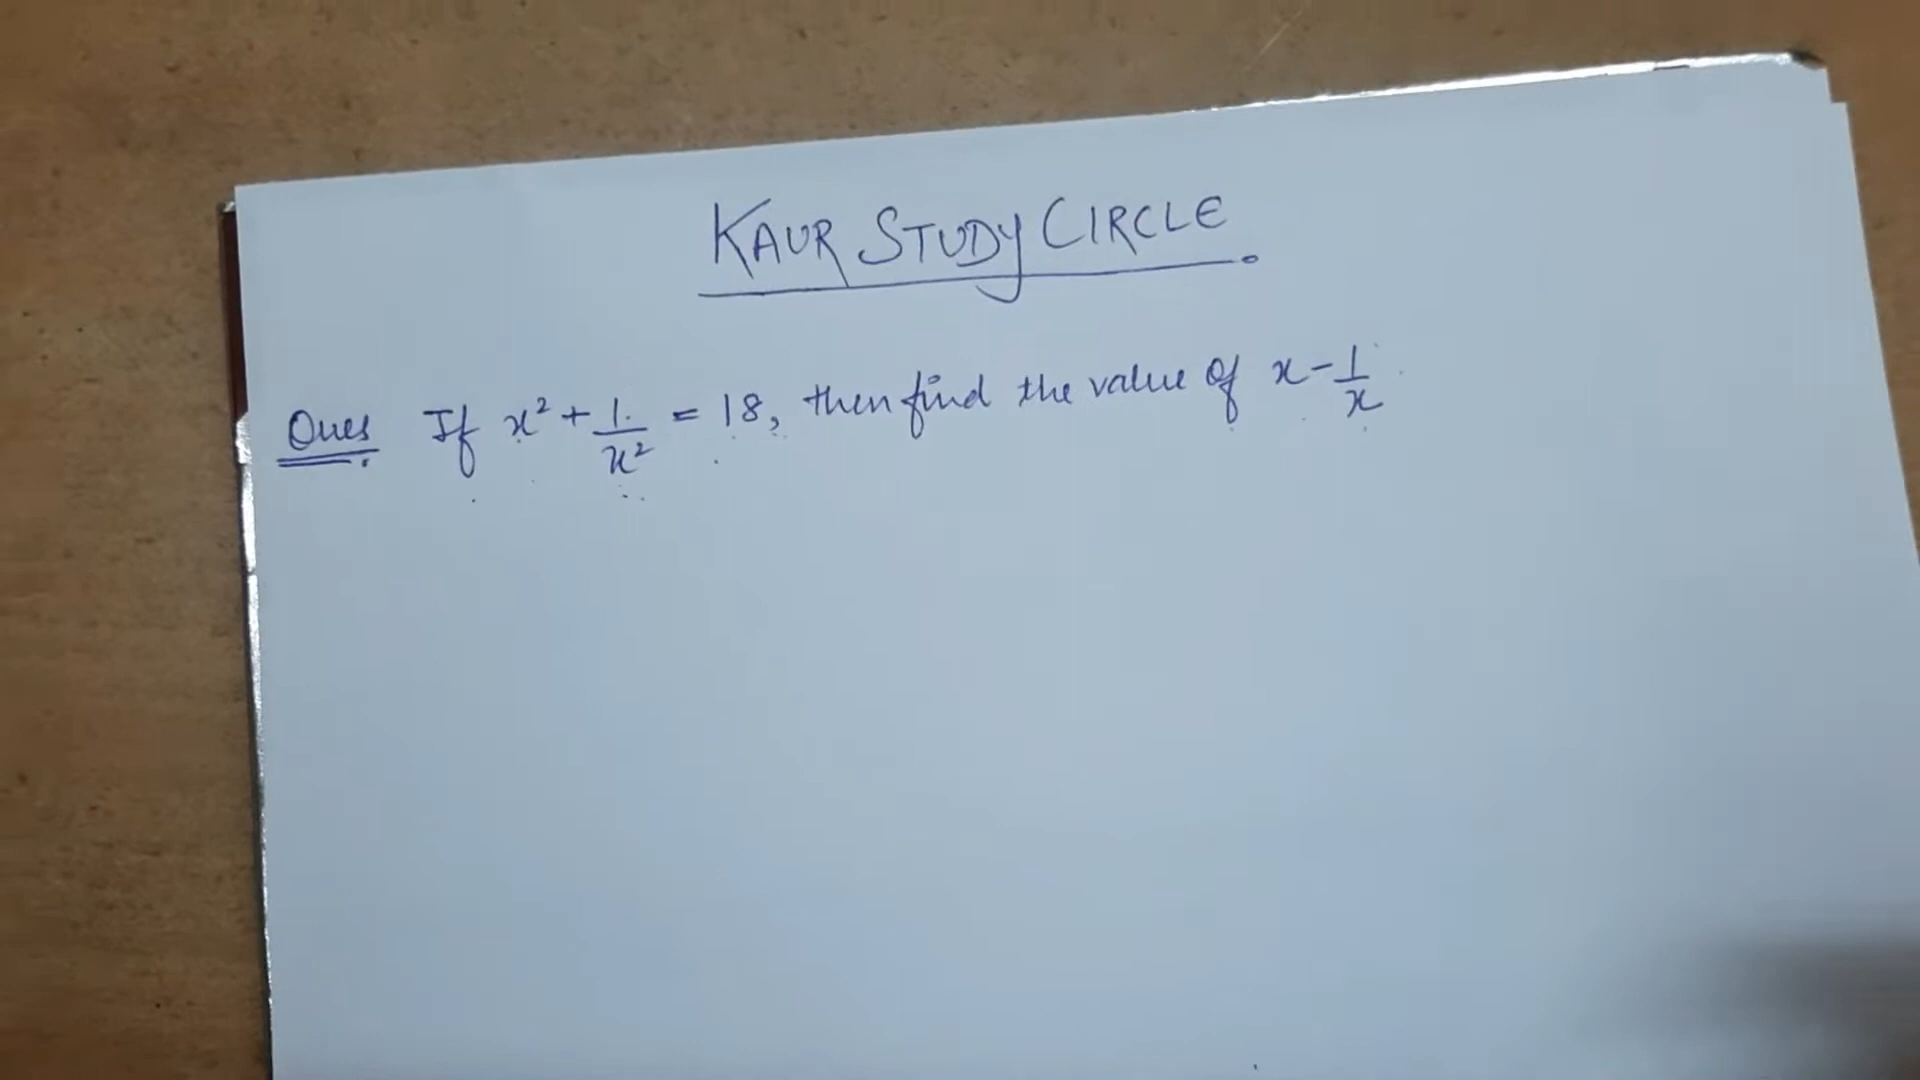 KAUR STUDY CIRCLE.
Ques. If x² + 1/x² = 18, then find the value of x - 1/x